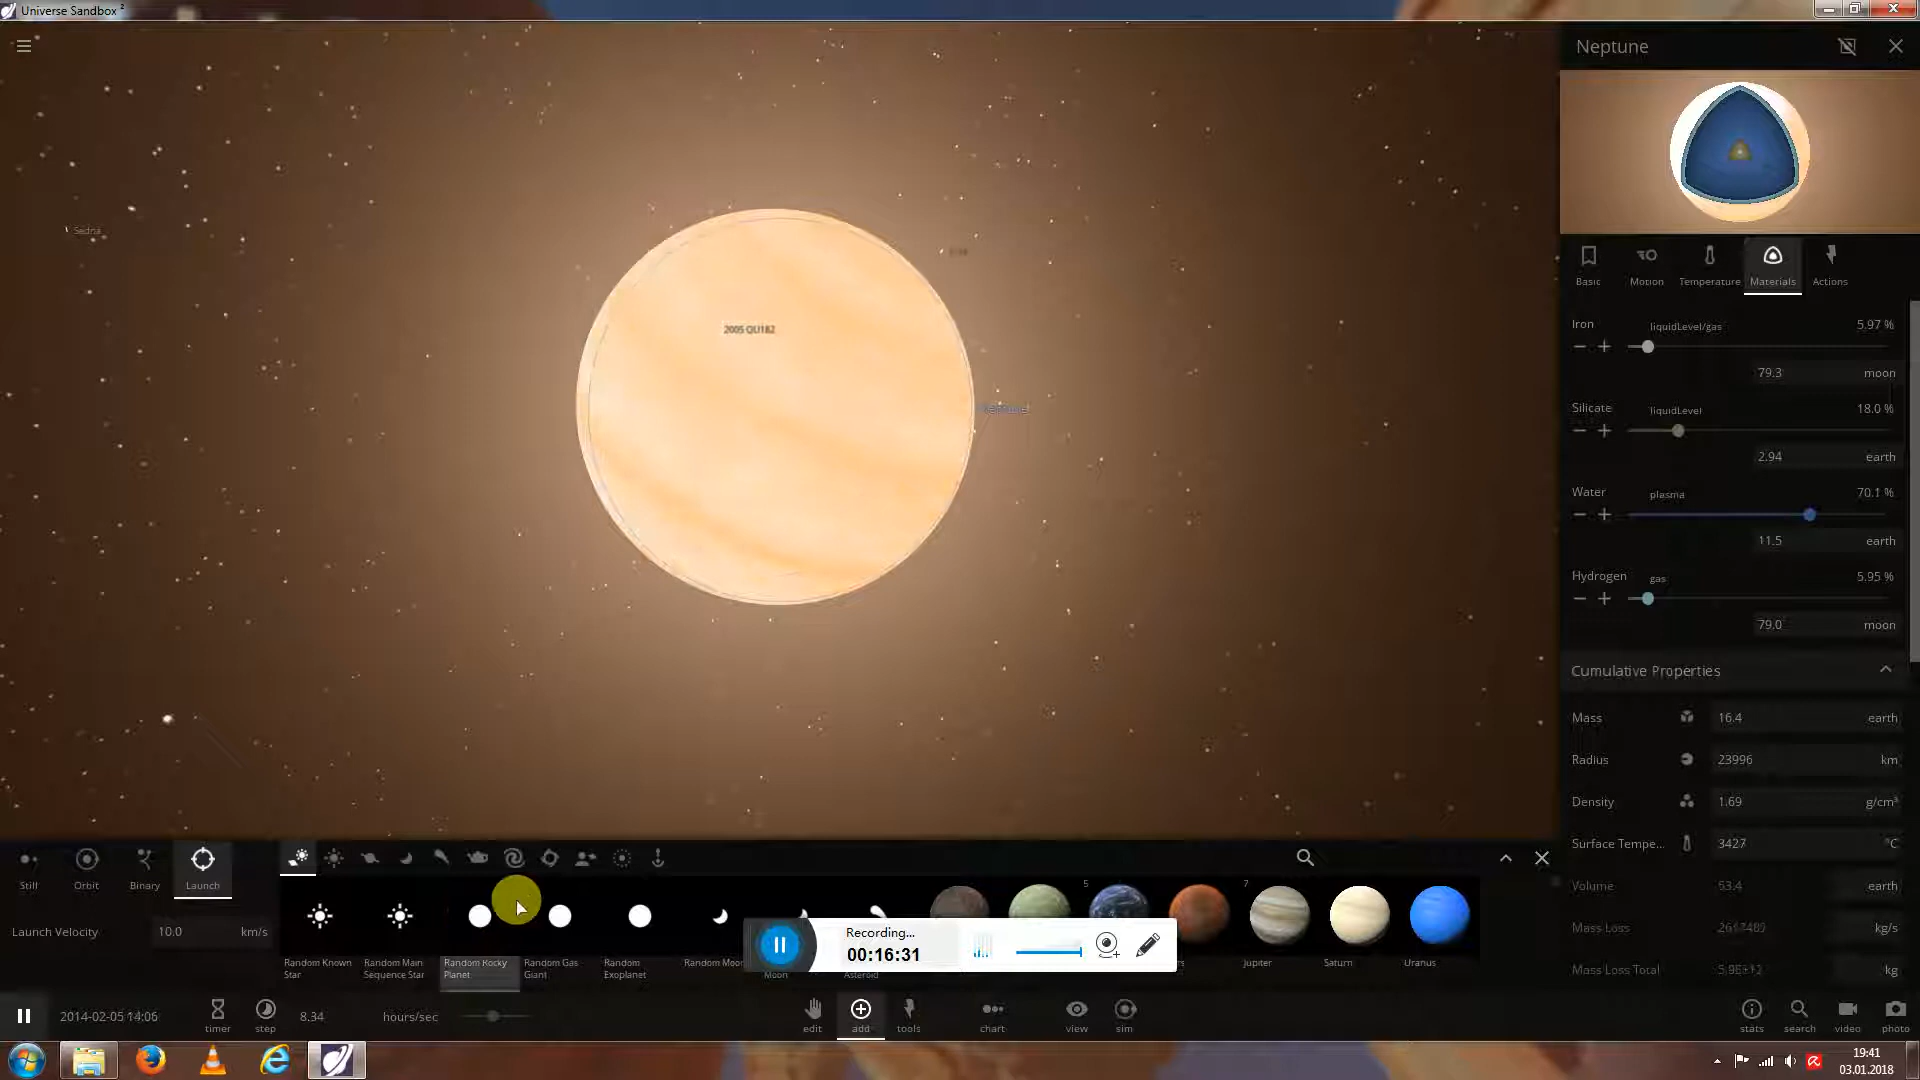 Universe Sandbox ²
Neptune
Sedna
2005 QU182
Neptune
Basic
Motion
Temperature
Materials
Actions
Iron liquidLevel/gas 5.97 %
79.3 moon
Silicate liquidLevel 18.0 %
2.94 earth
Water plasma 70.1 %
11.5 earth
Hydrogen gas 5.95 %
79.0 moon
Cumulative Properties
Mass 16.4 earth
Radius 23996 km
Density 1.69 g/cm³
Surface Tempe... 3427 °C
Volume 53.4 earth
Mass Loss 2617489 kg/s
Mass Loss Total kg
Still
Orbit
Binary
Launch
5
7
Launch Velocity 10.0 km/s
Recording...
00:16:31
Random Known Star
Random Main Sequence Star
Random Rocky Planet
Random Gas Giant
Random Exoplanet
Random Moon
Moon
Asteroid
Jupiter
Saturn
Uranus
2014-02-05 14:06
timer
step
8.34 hours/sec
edit
add
tools
chart
view
sim
stats
search
video
photo
19:41
03.01.2018